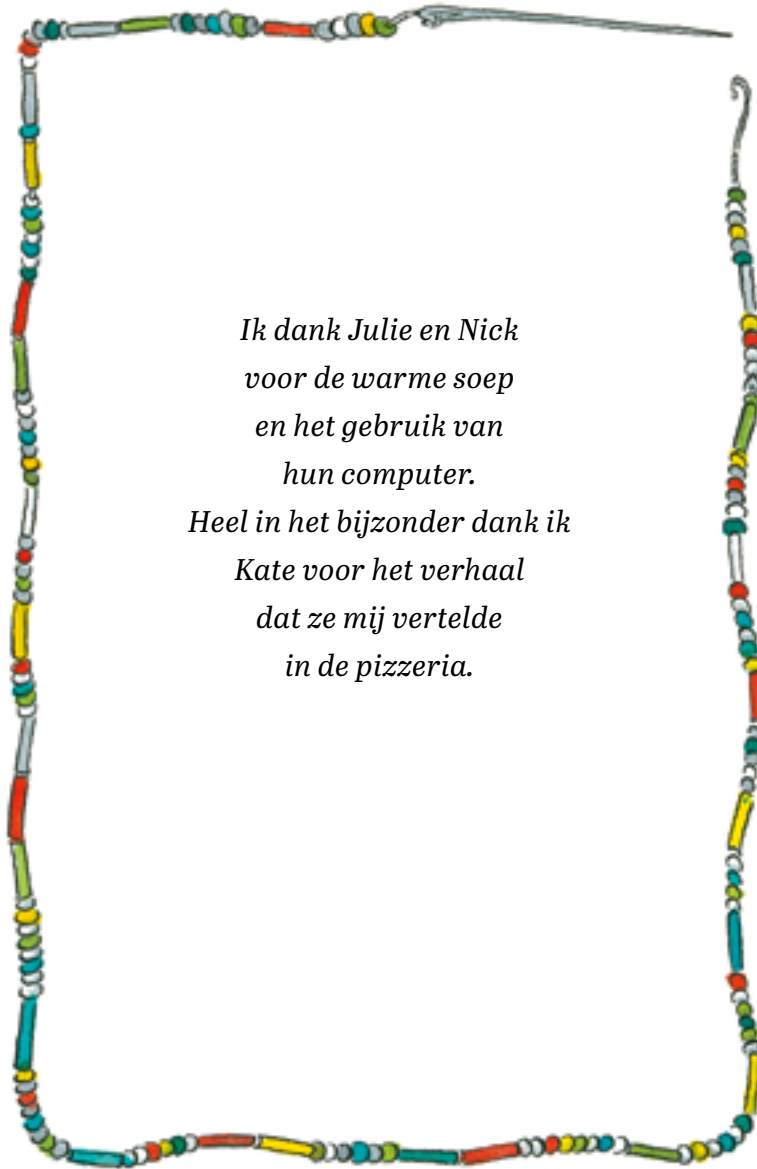 Ik dank Julie en Nick
voor de warme soep
en het gebruik van
hun computer.
Heel in het bijzonder dank ik
Kate voor het verhaal
dat ze mij vertelde
in de pizzeria.